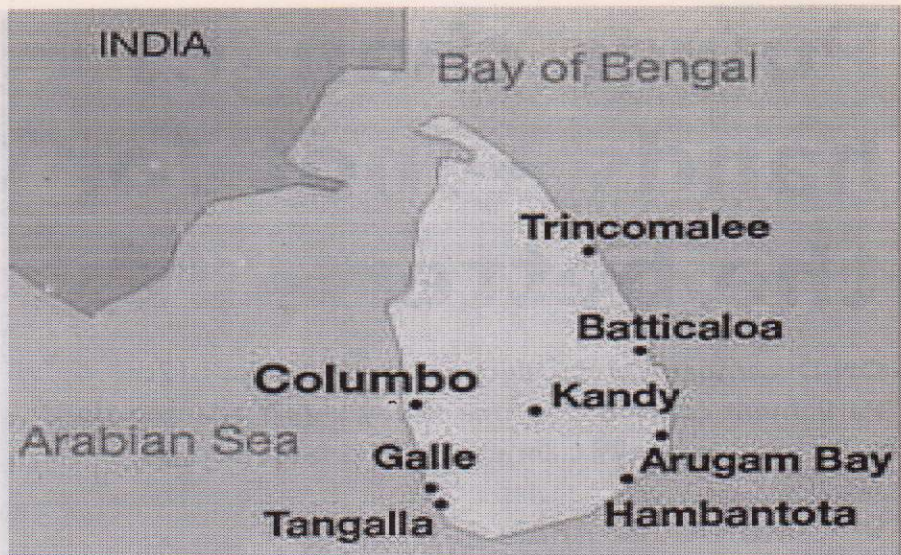 INDIA
Bay of Bengal
Trincomalee
Batticaloa
Columbo
Kandy
Arabian Sea
Galle
Arugam Bay
Tangalla
Hambantota